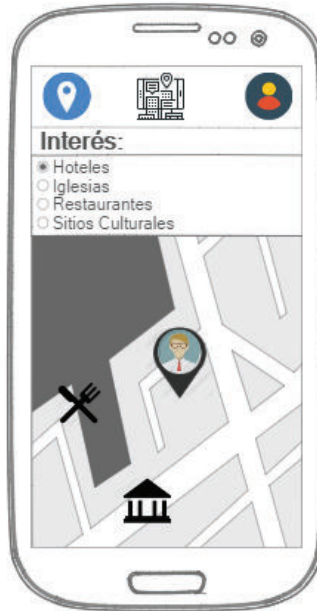 Interés:
Hoteles
Iglesias
Restaurantes
Sitios Culturales